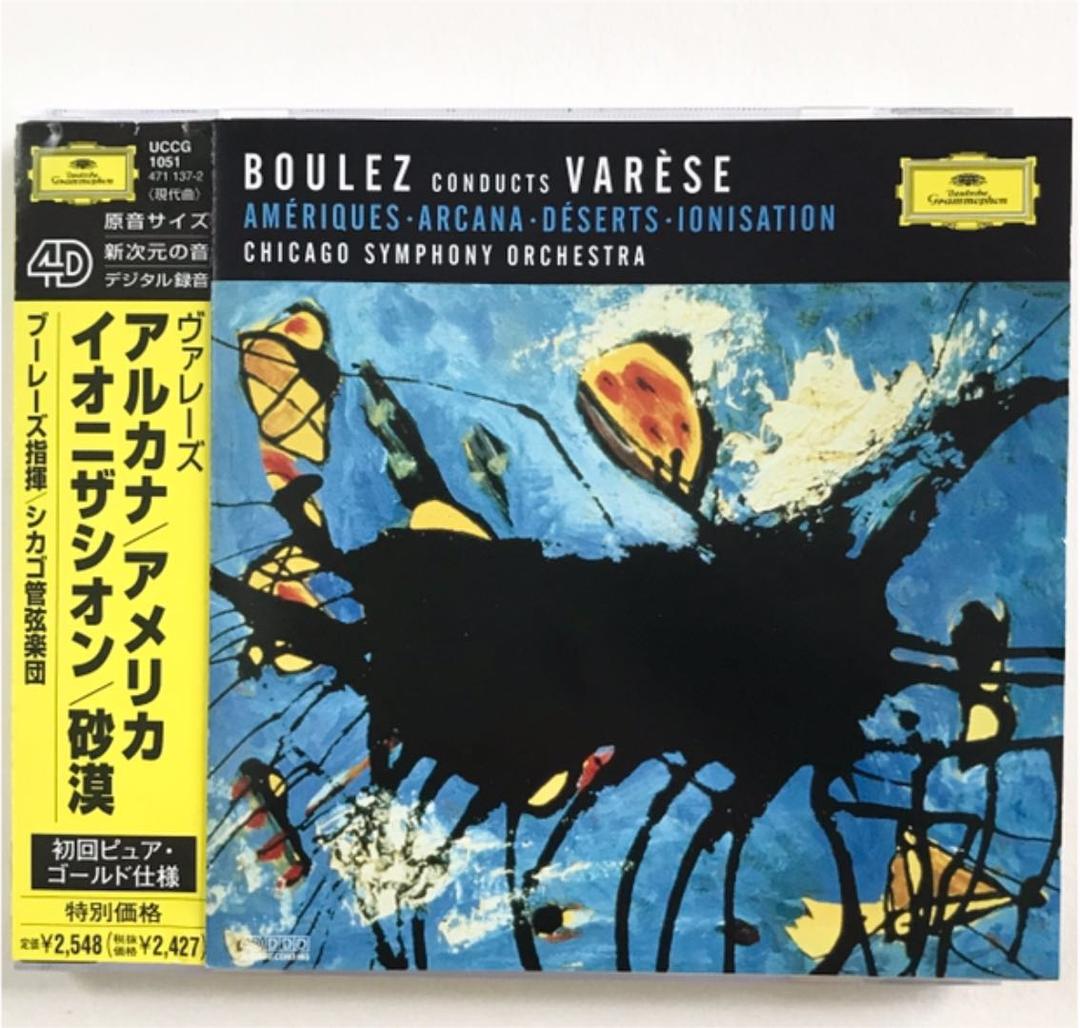 Deutsche
Grammophon
UCCG
1051
471 137-2
〈現代曲〉
4D
原音サイズ
新次元の音
デジタル録音
ヴァレーズ
アルカナ/アメリカ
イオニザシオン/砂漠
ブーレーズ指揮/シカゴ管弦楽団
初回ピュア・
ゴールド仕様
特別価格
定価¥2,548(税抜価格¥2,427)
BOULEZ CONDUCTS VARÈSE
AMÉRIQUES·ARCANA·DÉSERTS·IONISATION
CHICAGO SYMPHONY ORCHESTRA
Deutsche
Grammophon
DDD